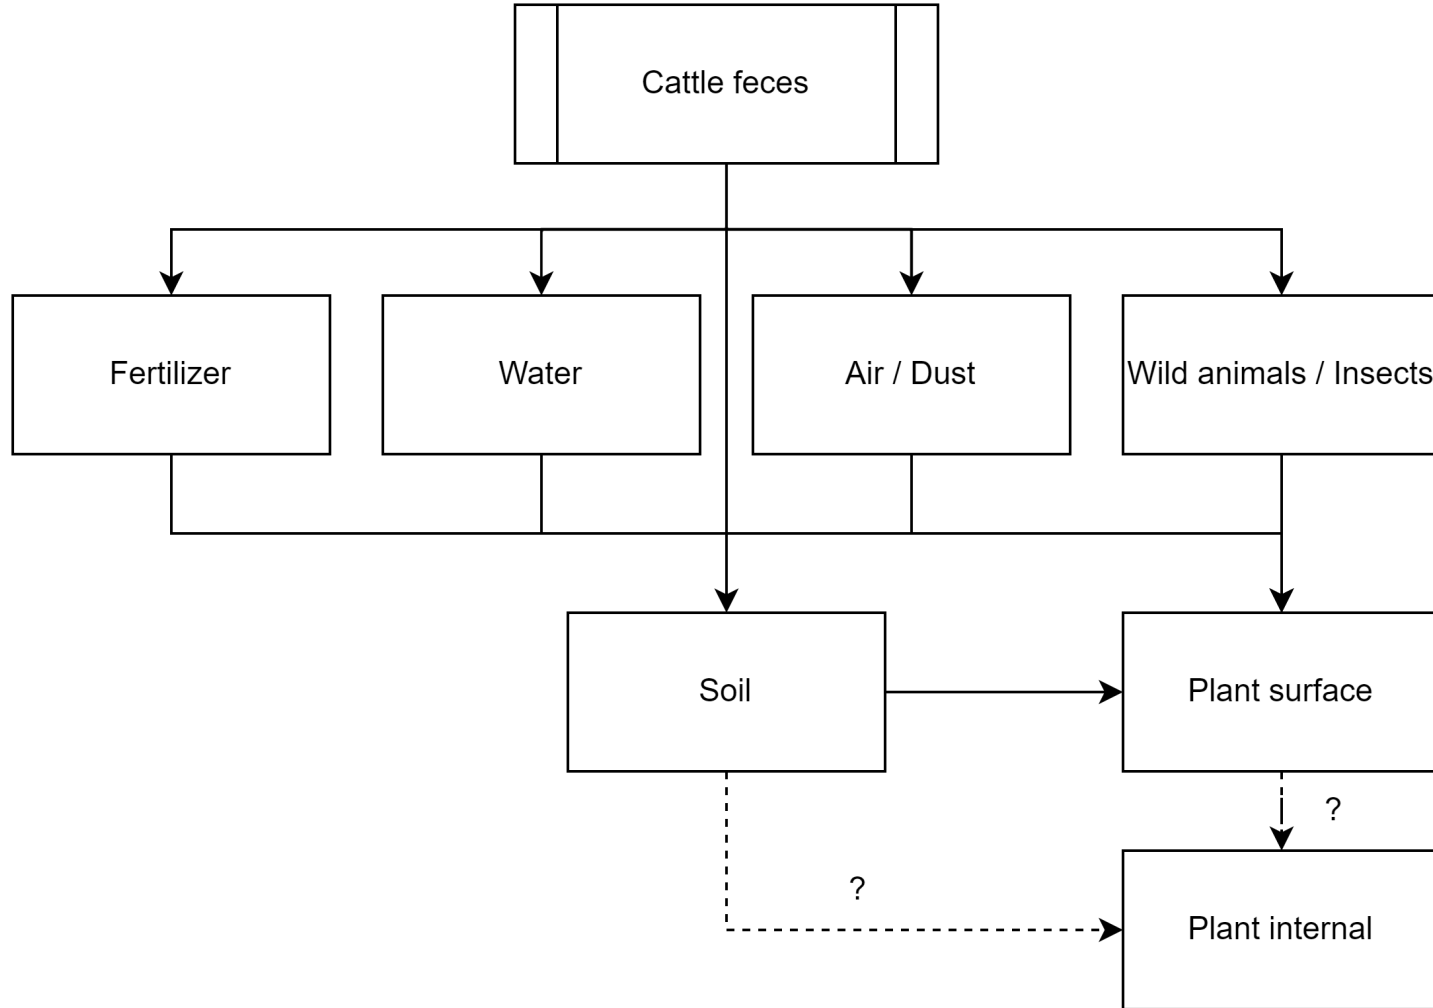 Cattle feces
Fertilizer
Water
Air / Dust
Wild animals / Insects
Soil
Plant surface
?
?
Plant internal